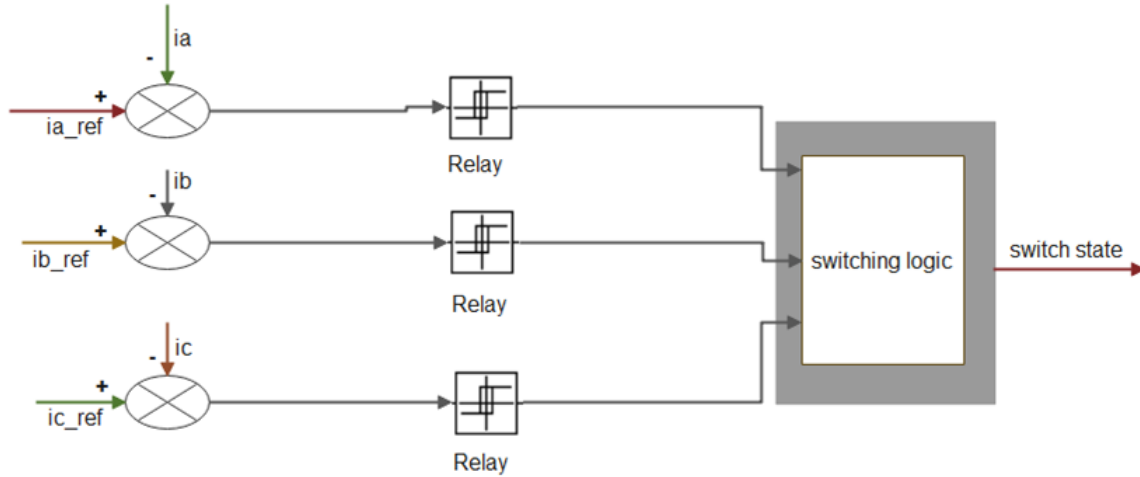 ia
-
+
ia_ref
Relay
ib
-
+
ib_ref
Relay
switching logic
switch state
ic
-
+
ic_ref
Relay